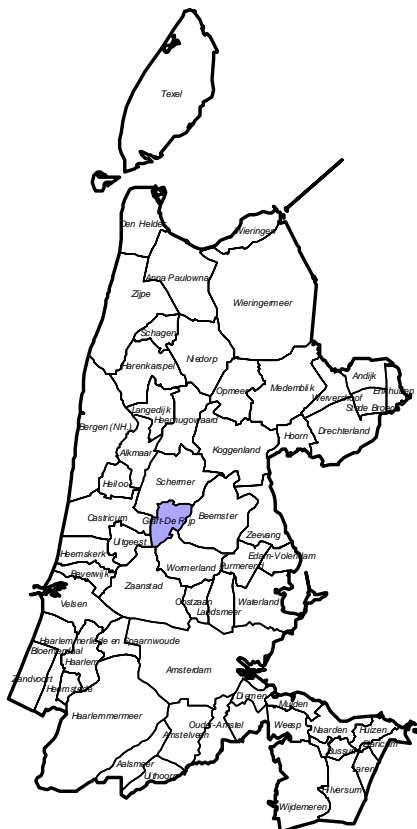 Texel
Den Helder
Wieringen
Anna Paulowna
Zijpe
Wieringermeer
Schagen
Niedorp
Harenkarspel
Andijk
Enkhuizen
Opmeer
Medemblik
Wervershoof
Stede Broec
Langedijk
Heerhugowaard
Bergen (NH.)
Drechterland
Hoorn
Koggenland
Alkmaar
Heiloo
Schermer
Castricum
Graft-De Rijp
Beemster
Zeevang
Uitgeest
Heemskerk
Edam-Volendam
Wormerland
Purmerend
Beverwijk
Zaanstad
Velsen
Oostzaan
Waterland
Landsmeer
Haarlemmerliede en Spaarnwoude
Bloemendaal
Haarlem
Amsterdam
Zandvoort
Heemstede
Diemen
Muiden
Haarlemmermeer
Ouder-Amstel
Weesp
Naarden
Huizen
Amstelveen
Blaricum
Bussum
Aalsmeer
Laren
Uithoorn
Hilversum
Wijdemeren